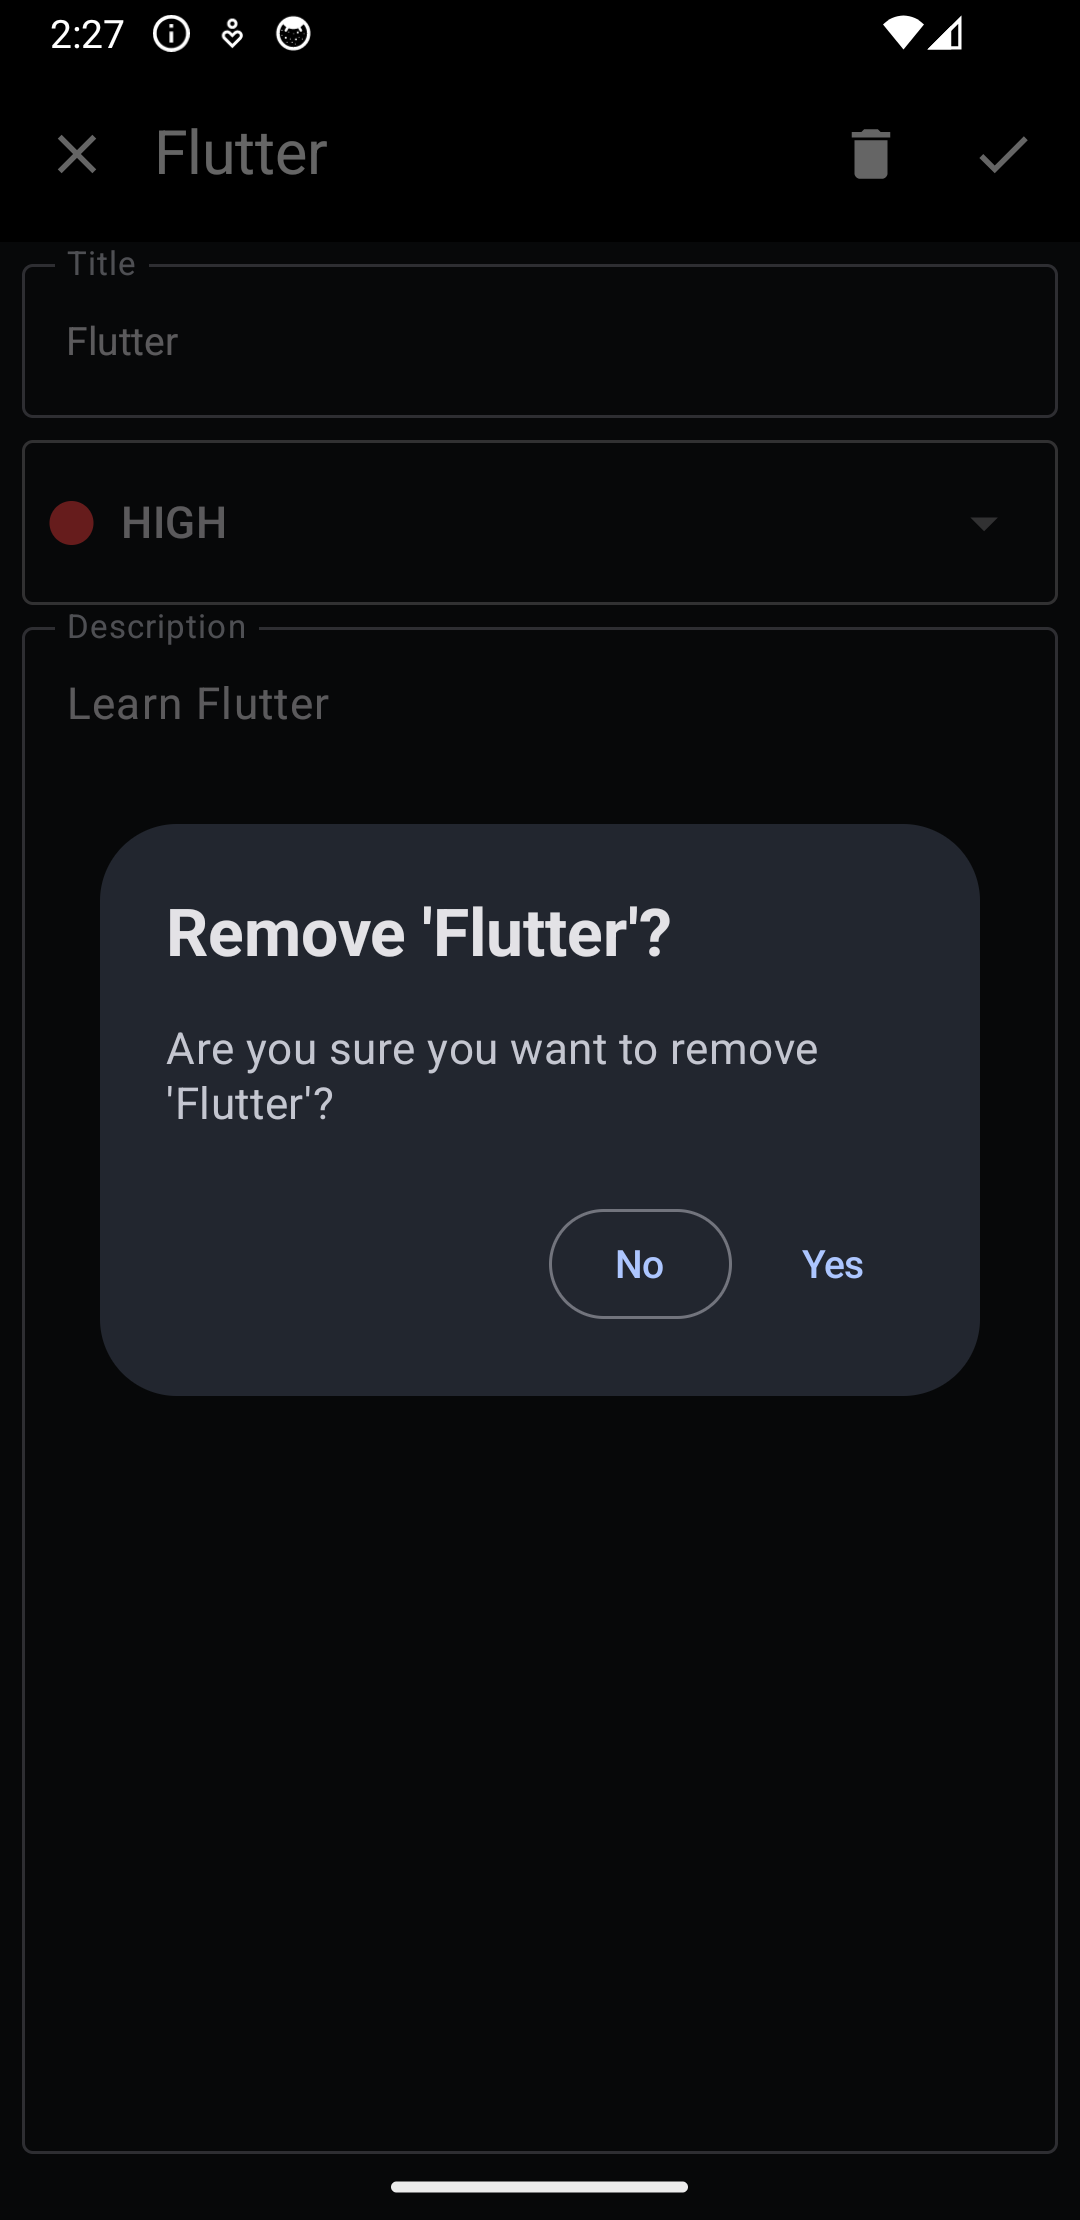 2:27
Flutter
Title
Flutter
HIGH
Description
Learn Flutter
Remove 'Flutter'?
Are you sure you want to remove
'Flutter'?
No
Yes